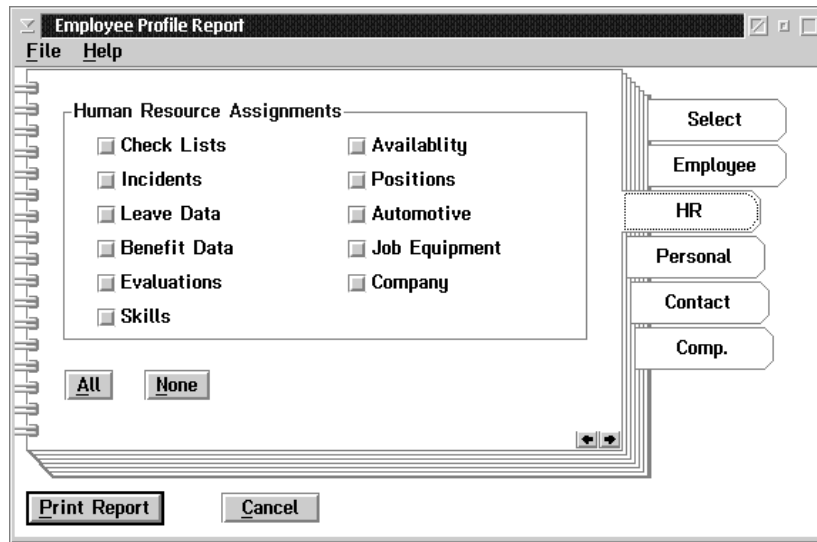 Employee Profile Report
File Help
Human Resource Assignments
Check Lists Availablity
Incidents Positions
Leave Data Automotive
Benefit Data Job Equipment
Evaluations Company
Skills
All None
Select
Employee
HR
Personal
Contact
Comp.
Print Report Cancel